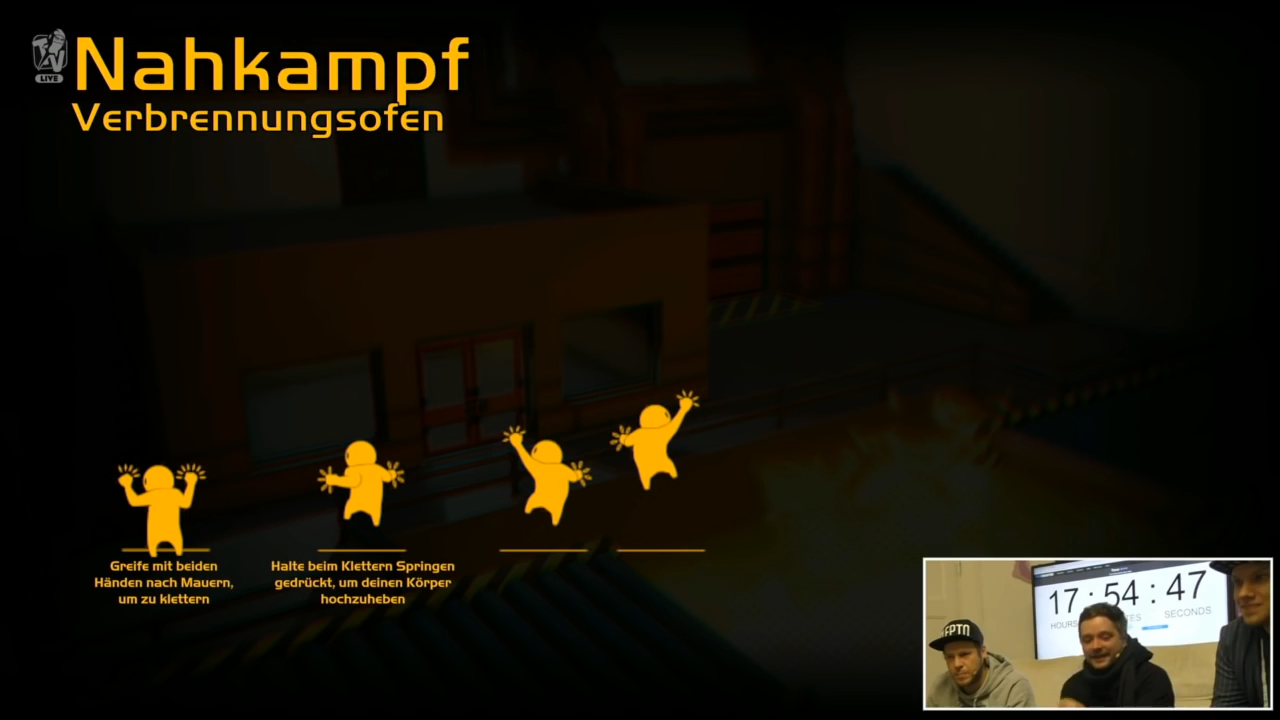 LIVE
Nahkampf
Verbrennungsofen
Greife mit beiden
Händen nach Mauern,
um zu klettern
Halte beim Klettern Springen
gedrückt, um deinen Körper
hochzuheben
17 : 54 : 47
SECONDS